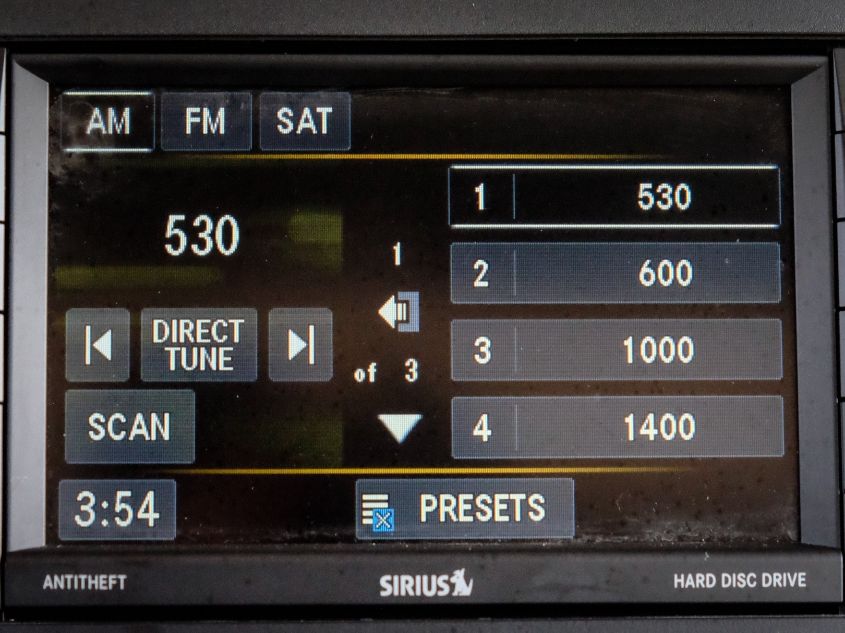 AM FM SAT
530
1 530
2 600
3 1000
4 1400
1
of 3
DIRECT
TUNE
SCAN
3:54
PRESETS
ANTITHEFT
SIRIUS
HARD DISC DRIVE